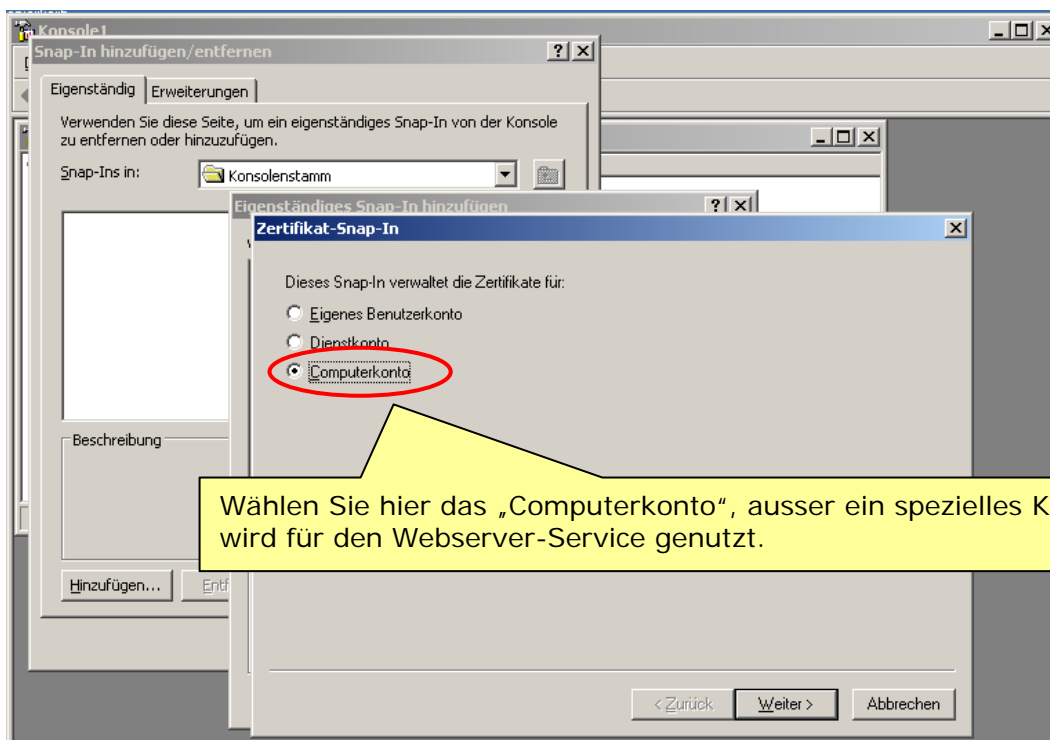 Konsole1
Snap-In hinzufügen/entfernen
Eigenständig Erweiterungen
Verwenden Sie diese Seite, um ein eigenständiges Snap-In von der Konsole
zu entfernen oder hinzuzufügen.
Snap-Ins in: Konsolenstamm
Eigenständiges Snap-In hinzufügen
Zertifikat-Snap-In
Dieses Snap-In verwaltet die Zertifikate für:
Eigenes Benutzerkonto
Dienstkonto
Computerkonto
Beschreibung
Wählen Sie hier das „Computerkonto“, ausser ein spezielles K
wird für den Webserver-Service genutzt.
Hinzufügen... Entf
< Zurück Weiter > Abbrechen